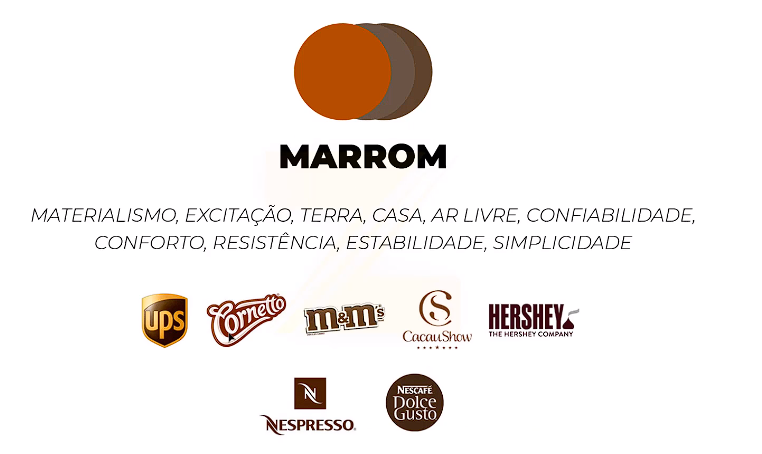 MARROM
MATERIALISMO, EXCITAÇÃO, TERRA, CASA, AR LIVRE, CONFIABILIDADE,
CONFORTO, RESISTÊNCIA, ESTABILIDADE, SIMPLICIDADE
ups
Cornetto
m&m's
CS
CacauShow
HERSHEY
THE HERSHEY COMPANY
N
NESPRESSO
NESCAFÉ
DOLCE
GUSTO